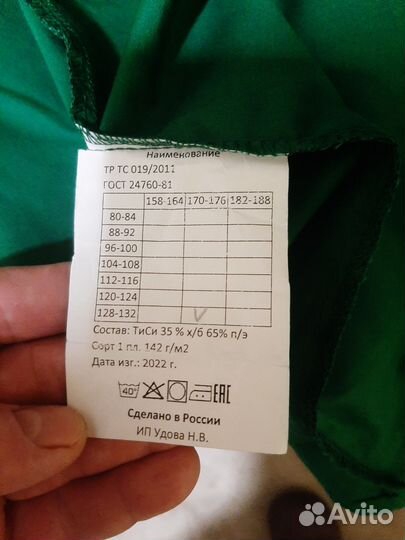 Наименование
ТР ТС 019/2011
ГОСТ 24760-81
158-164 170-176 182-188
80-84
88-92
96-100
104-108
112-116
120-124
128-132 V
Состав: ТиСи 35 % х/б 65% п/э
Сорт 1 пл. 142 г/м2
Дата изг.: 2022 г.
40° EAC
Сделано в России
ИП Удова Н.В.
Avito